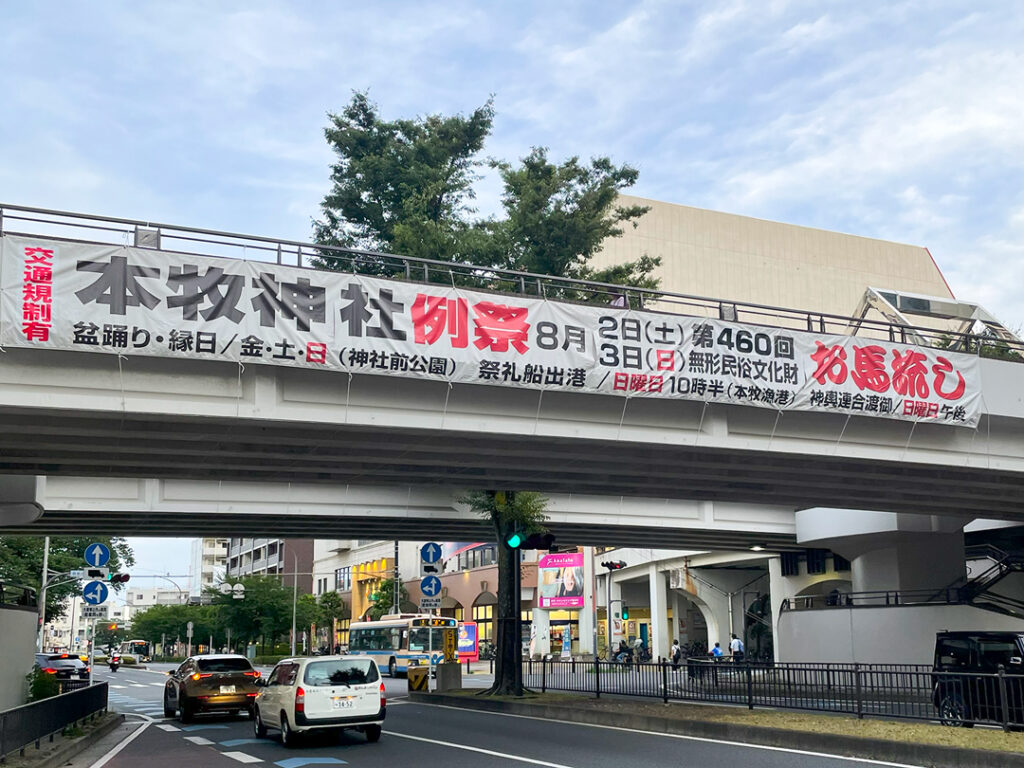 交通規制有
本牧神社例祭
8月
2日(土)
3日(日)
第460回
無形民俗文化財
お馬流し
盆踊り・縁日/金・土・日(神社前公園)
祭礼船出港/日曜日10時半(本牧漁港)
神輿連合渡御/日曜日午後
14-52